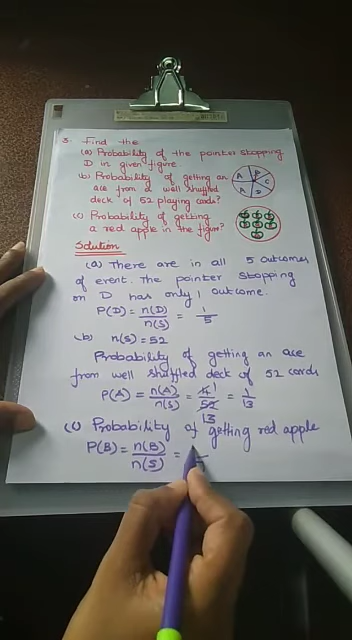 3. Find the
(a) Probability of the pointer stopping
D in given figure
(b) Probability of getting an
ace from a well shuffled
deck of 52 playing cards?
(c) Probability of getting
a red apple in the figure?
A B C D A
Solution
(a) There are in all 5 outcomes
of event. The pointer stopping
on D has only 1 outcome.
P(D) = n(D)/n(S) = 1/5
(b) n(S) = 52
Probability of getting an ace
from well shuffled deck of 52 cards
P(A) = n(A)/n(S) = 4/52 = 1/13
1
13
(c) Probability of getting red apple
P(B) = n(B)/n(S) =